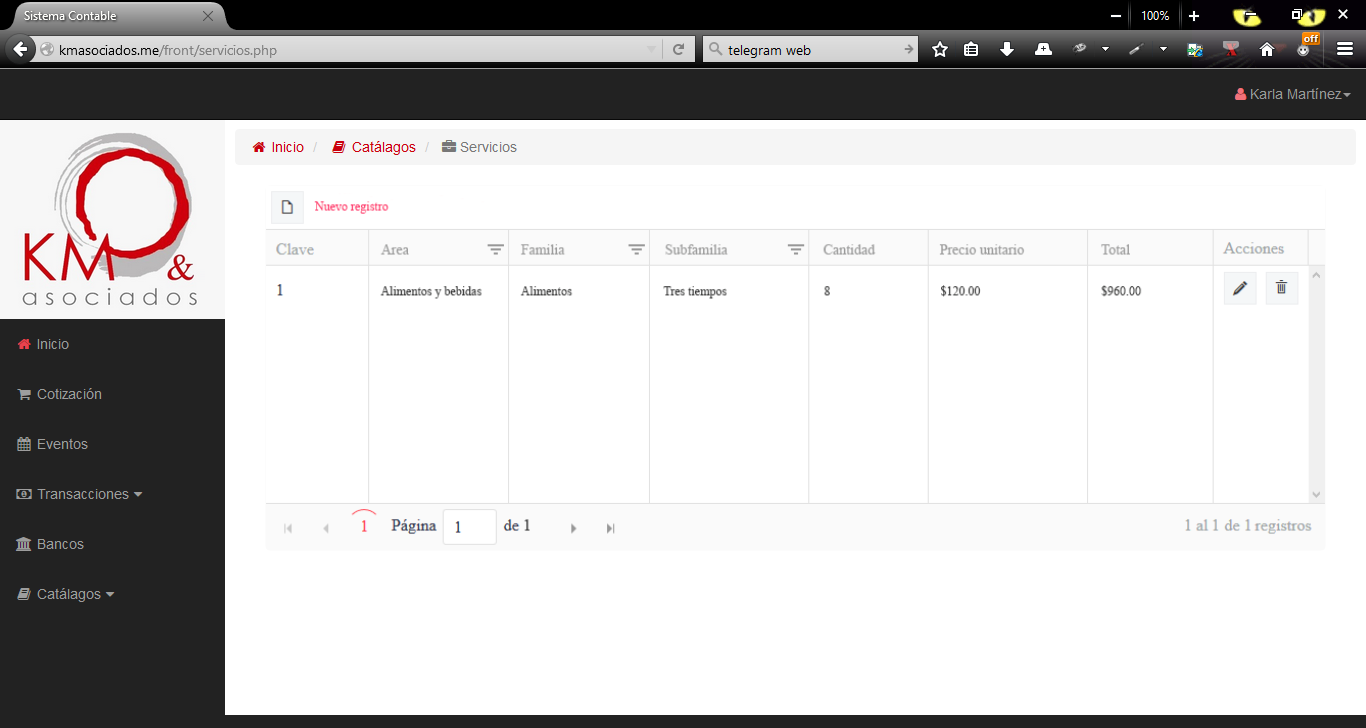 Sistema Contable
100%
kmasociados.me/front/servicios.php
telegram web
off
Karla Martínez
KM &
asociados
Inicio / Catálagos / Servicios
Nuevo registro
Clave Area Familia Subfamilia Cantidad Precio unitario Total Acciones
1 Alimentos y bebidas Alimentos Tres tiempos 8 $120.00 $960.00
Inicio
Cotización
Eventos
Transacciones
Bancos
Catálagos
1 Página 1 de 1 1 al 1 de 1 registros